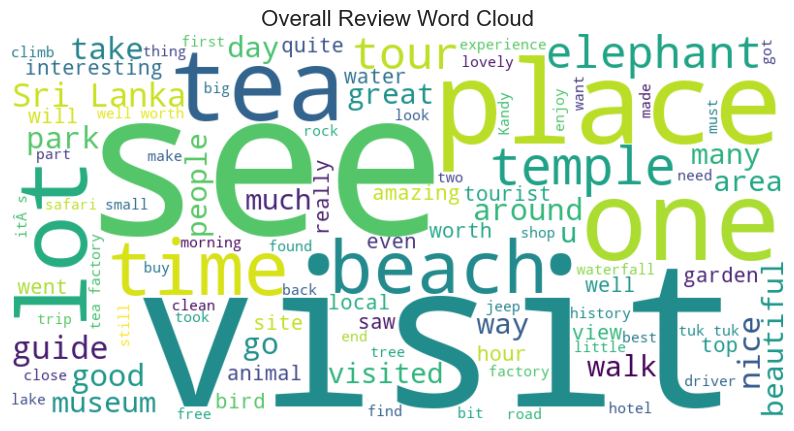 Overall Review Word Cloud
climb thing first day quite experience
take tour lovely elephant got
interesting tea water
Sri Lanka big great look Kandy place want made
will well worth enjoy must
park rock temple many
part make people see two need area
lot itÂ s safari small much really amazing tourist
around one
worth shop u
morning found even
went time beach waterfall garden
buy back well
trip tea factory clean local jeep history view tuk tuk nice beautiful
still took site saw way best
guide go end little top
close good animal visit tree hour factory walk driver
visited
lake museum bird find bit road hotel
free